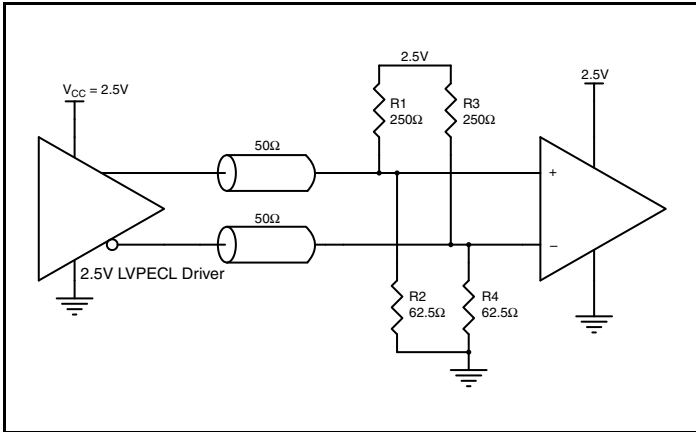 2.5V
2.5V
V_CC = 2.5V
R1
250Ω
R3
250Ω
50Ω
+
50Ω
–
2.5V LVPECL Driver
R2
62.5Ω
R4
62.5Ω